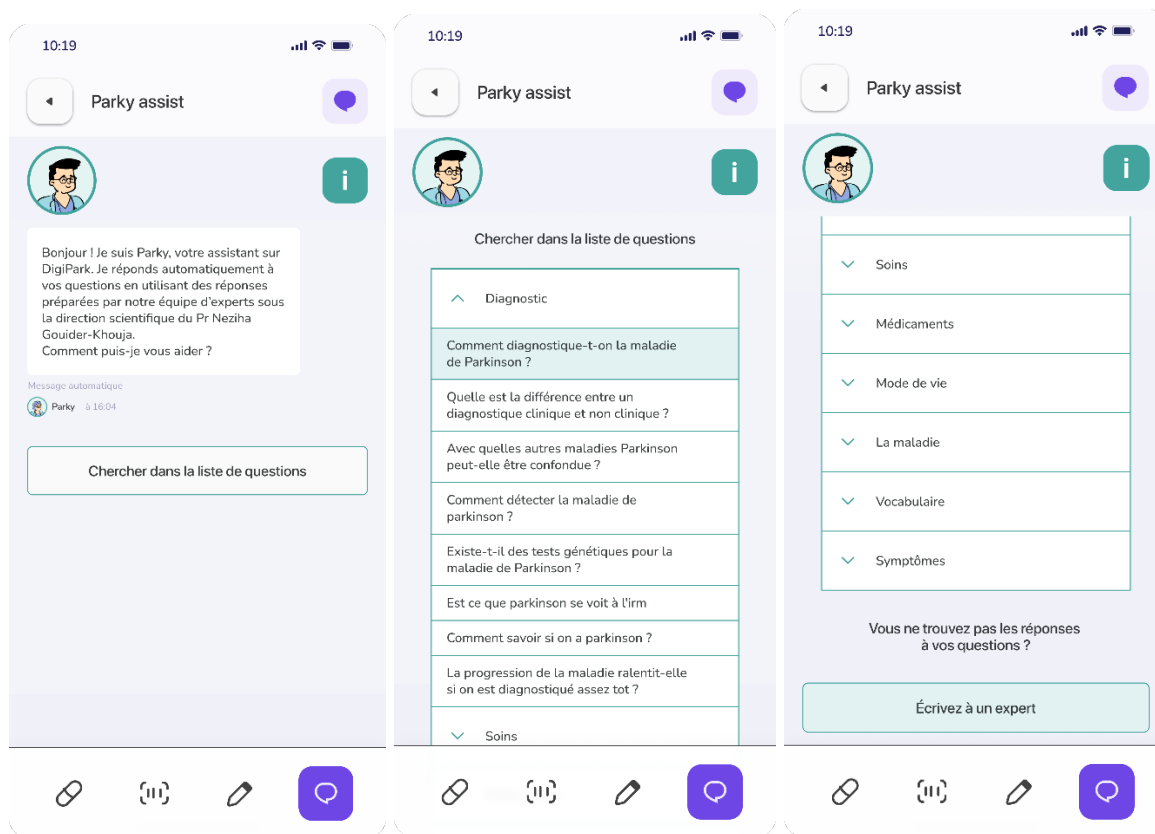 10:19
Parky assist
i
Bonjour ! Je suis Parky, votre assistant sur
DigiPark. Je réponds automatiquement à
vos questions en utilisant des réponses
préparées par notre équipe d'experts sous
la direction scientifique du Pr Neziha
Gouider-Khouja.
Comment puis-je vous aider ?
Message automatique
Parky à 16:04
Chercher dans la liste de questions
10:19
Parky assist
i
Chercher dans la liste de questions
Diagnostic
Comment diagnostique-t-on la maladie
de Parkinson ?
Quelle est la différence entre un
diagnostique clinique et non clinique ?
Avec quelles autres maladies Parkinson
peut-elle être confondue ?
Comment détecter la maladie de
parkinson ?
Existe-t-il des tests génétiques pour la
maladie de Parkinson ?
Est ce que parkinson se voit à l'irm
Comment savoir si on a parkinson ?
La progression de la maladie ralentit-elle
si on est diagnostiqué assez tot ?
Soins
10:19
Parky assist
i
Soins
Médicaments
Mode de vie
La maladie
Vocabulaire
Symptômes
Vous ne trouvez pas les réponses
à vos questions ?
Écrivez à un expert